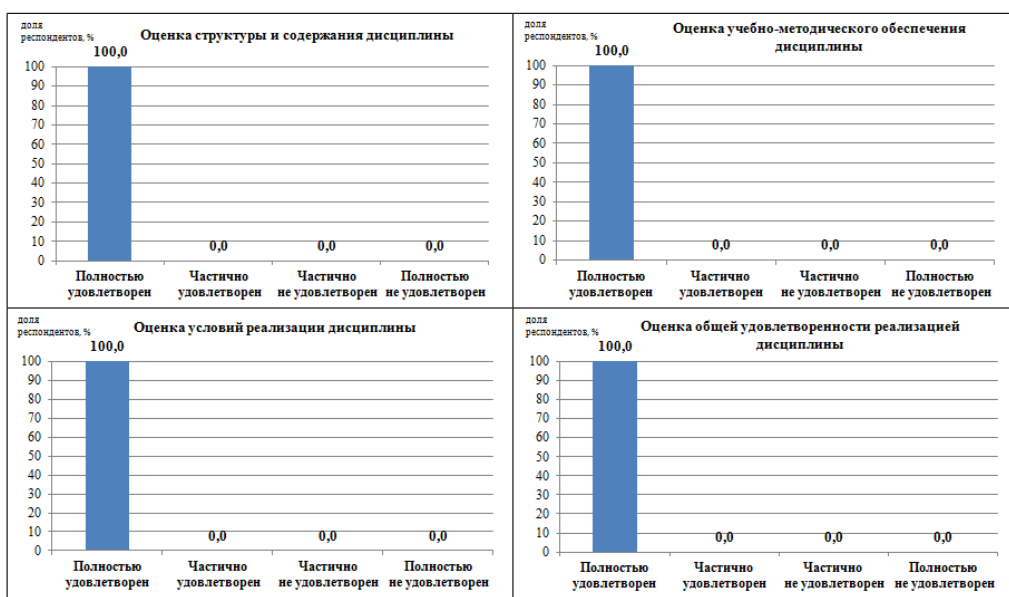 доля
респондентов, %
Оценка структуры и содержания дисциплины
100,0
100
90
80
70
60
50
40
30
20
10
0
0,0 0,0 0,0
Полностью Частично Частично Полностью
удовлетворен удовлетворен не удовлетворен не удовлетворен
доля
респондентов, %
Оценка учебно-методического обеспечения
дисциплины
100,0
100
90
80
70
60
50
40
30
20
10
0
0,0 0,0 0,0
Полностью Частично Частично Полностью
удовлетворен удовлетворен не удовлетворен не удовлетворен
доля
респондентов, %
Оценка условий реализации дисциплины
100,0
100
90
80
70
60
50
40
30
20
10
0
0,0 0,0 0,0
Полностью Частично Частично Полностью
удовлетворен удовлетворен не удовлетворен не удовлетворен
доля
респондентов, %
Оценка общей удовлетворенности реализацией
дисциплины
100,0
100
90
80
70
60
50
40
30
20
10
0
0,0 0,0 0,0
Полностью Частично Частично Полностью
удовлетворен удовлетворен не удовлетворен не удовлетворен